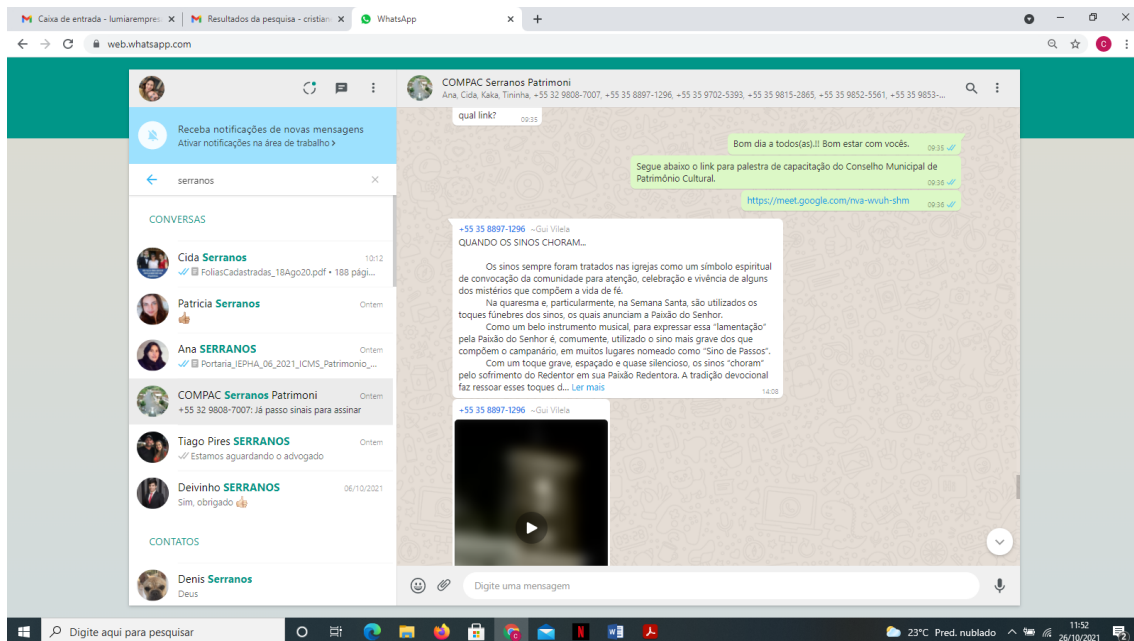 Caixa de entrada - lumiarempres
Resultados da pesquisa - cristian
WhatsApp
web.whatsapp.com
C
COMPAC Serranos Patrimoni
Ana, Cida, Kaka, Tininha, +55 32 9808-7007, +55 35 8897-1296, +55 35 9702-5393, +55 35 9815-2865, +55 35 9852-5561, +55 35 9853-...
Receba notificações de novas mensagens
Ativar notificações na área de trabalho >
serranos
CONVERSAS
Cida Serranos
10:12
FoliasCadastradas_18Ago20.pdf • 188 pági...
Patricia Serranos
Ontem
Ana SERRANOS
Ontem
Portaria_IEPHA_06_2021_ICMS_Patrimonio_...
COMPAC Serranos Patrimoni
Ontem
+55 32 9808-7007: Já passo sinais para assinar
Tiago Pires SERRANOS
Ontem
Estamos aguardando o advogado
Deivinho SERRANOS
06/10/2021
Sim, obrigado
CONTATOS
Denis Serranos
Deus
qual link?
09:35
Bom dia a todos(as).!! Bom estar com vocês.
09:35
Segue abaixo o link para palestra de capacitação do Conselho Municipal de
Patrimônio Cultural.
09:36
https://meet.google.com/nva-wvuh-shm
09:36
+55 35 8897-1296 ~Gui Vilela
QUANDO OS SINOS CHORAM...
Os sinos sempre foram tratados nas igrejas como um símbolo espiritual
de convocação da comunidade para atenção, celebração e vivência de alguns
dos mistérios que compõem a vida de fé.
Na quaresma e, particularmente, na Semana Santa, são utilizados os
toques fúnebres dos sinos, os quais anunciam a Paixão do Senhor.
Como um belo instrumento musical, para expressar essa "lamentação"
pela Paixão do Senhor é, comumente, utilizado o sino mais grave dos que
compõem o campanário, em muitos lugares nomeado como "Sino de Passos".
Com um toque grave, espaçado e quase silencioso, os sinos "choram"
pelo sofrimento do Redentor em sua Paixão Redentora. A tradição devocional
faz ressoar esses toques d... Ler mais
14:08
+55 35 8897-1296 ~Gui Vilela
Digite uma mensagem
Digite aqui para pesquisar
23°C Pred. nublado
11:52
26/10/2021